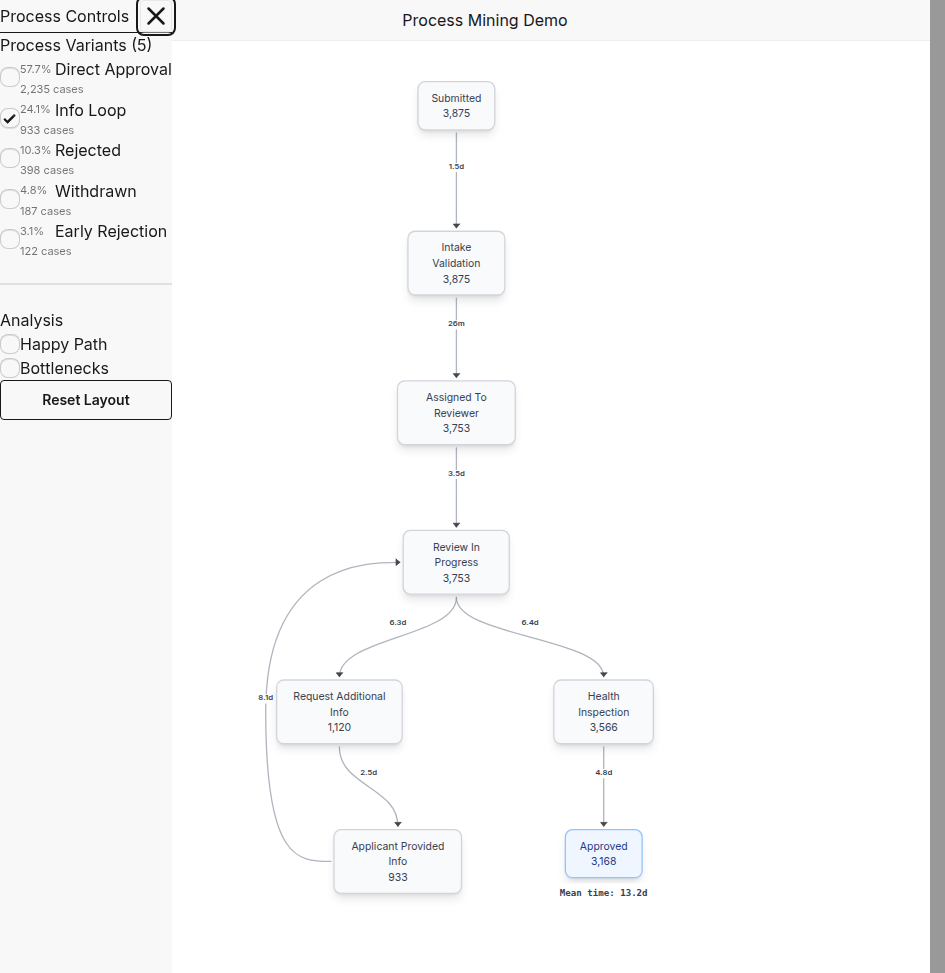 Process Controls
Process Mining Demo
Process Variants (5)
57.7% Direct Approval
2,235 cases
24.1% Info Loop
933 cases
10.3% Rejected
398 cases
4.8% Withdrawn
187 cases
3.1% Early Rejection
122 cases
Analysis
Happy Path
Bottlenecks
Reset Layout
Submitted
3,875
1.5d
Intake
Validation
3,875
26m
Assigned To
Reviewer
3,753
3.5d
Review In
Progress
3,753
6.3d
6.4d
8.1d
Request Additional
Info
1,120
Health
Inspection
3,566
2.5d
4.8d
Applicant Provided
Info
933
Approved
3,168
Mean time: 13.2d